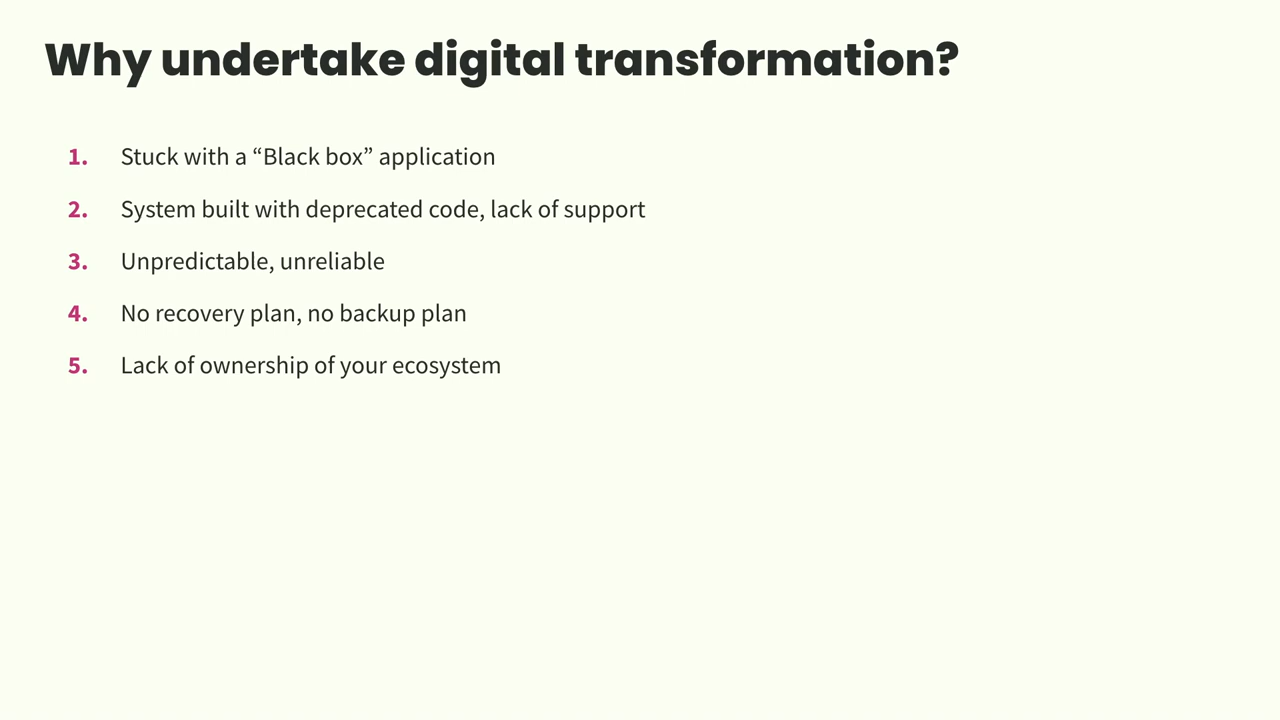 Why undertake digital transformation?
1. Stuck with a “Black box” application
2. System built with deprecated code, lack of support
3. Unpredictable, unreliable
4. No recovery plan, no backup plan
5. Lack of ownership of your ecosystem